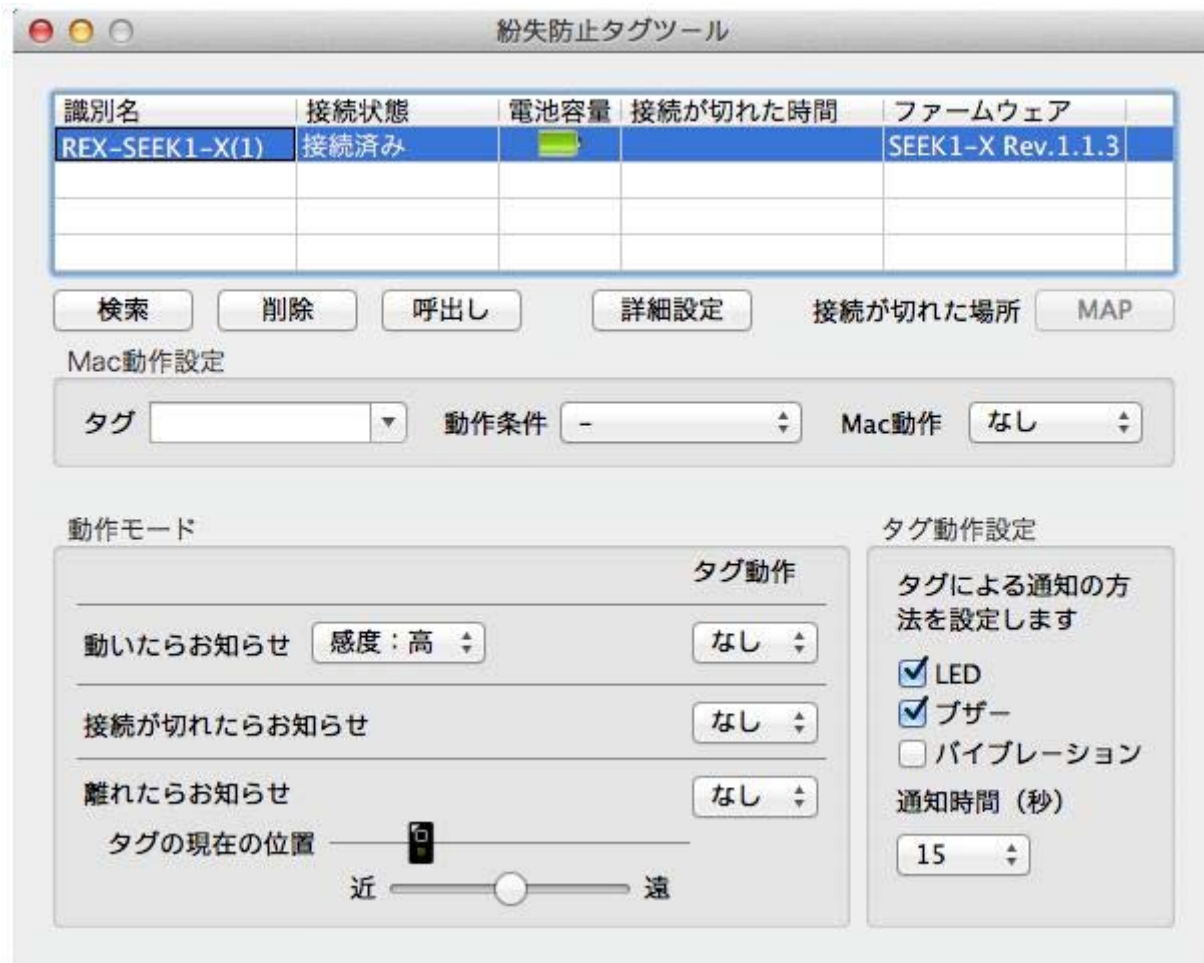 紛失防止タグツール
識別名 接続状態 電池容量 接続が切れた時間 ファームウェア
REX-SEEK1-X(1) 接続済み SEEK1-X Rev.1.1.3
検索 削除 呼出し 詳細設定 接続が切れた場所 MAP
Mac動作設定
タグ 動作条件 - Mac動作 なし
動作モード
タグ動作
動いたらお知らせ 感度：高 なし
接続が切れたらお知らせ なし
離れたらお知らせ なし
タグの現在の位置
近 遠
タグ動作設定
タグによる通知の方
法を設定します
LED
ブザー
バイブレーション
通知時間（秒）
15